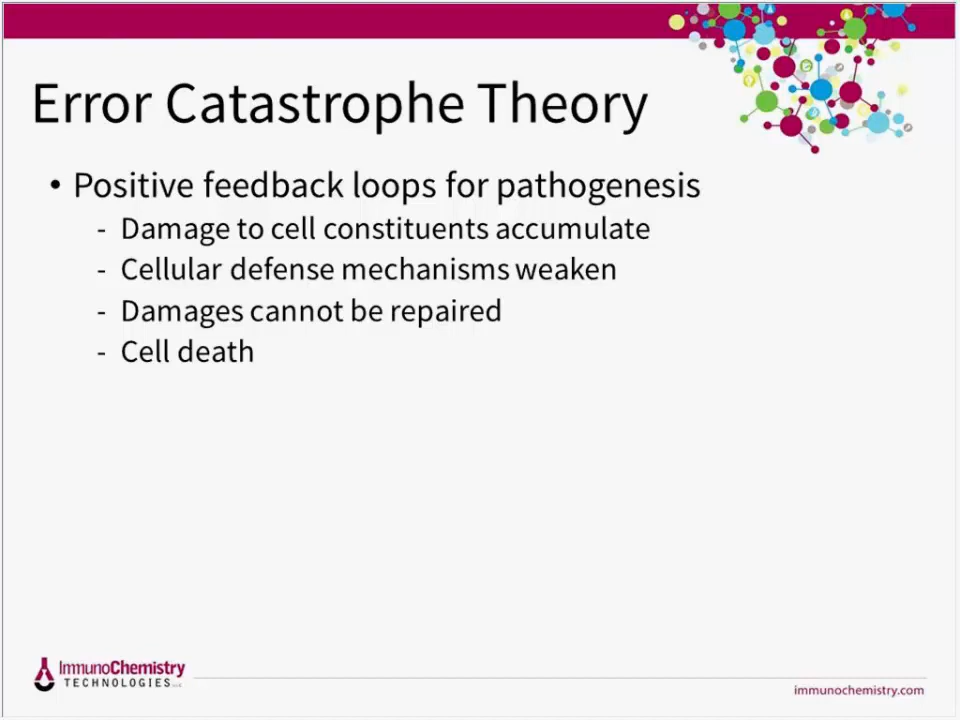 Error Catastrophe Theory
• Positive feedback loops for pathogenesis
- Damage to cell constituents accumulate
- Cellular defense mechanisms weaken
- Damages cannot be repaired
- Cell death
ImmunoChemistry
TECHNOLOGIES
immunochemistry.com